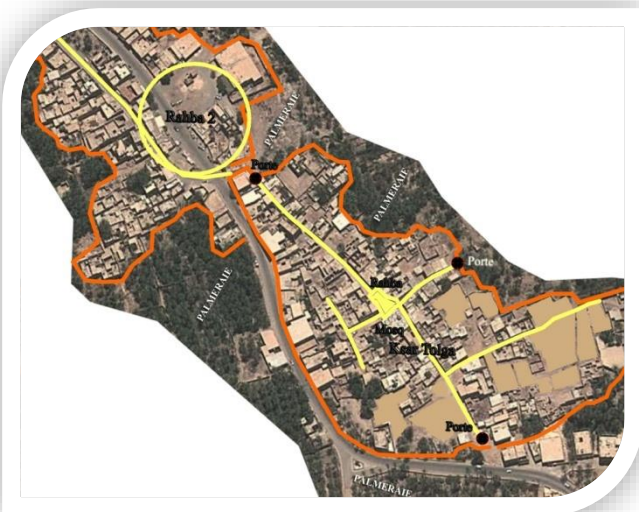 Rahba 2
PALMERAIE
Porte
PALMERAIE
Porte
PALMERAIE
Rahba
Mosq
Ksar Tolga
Porte
PALMERAIE